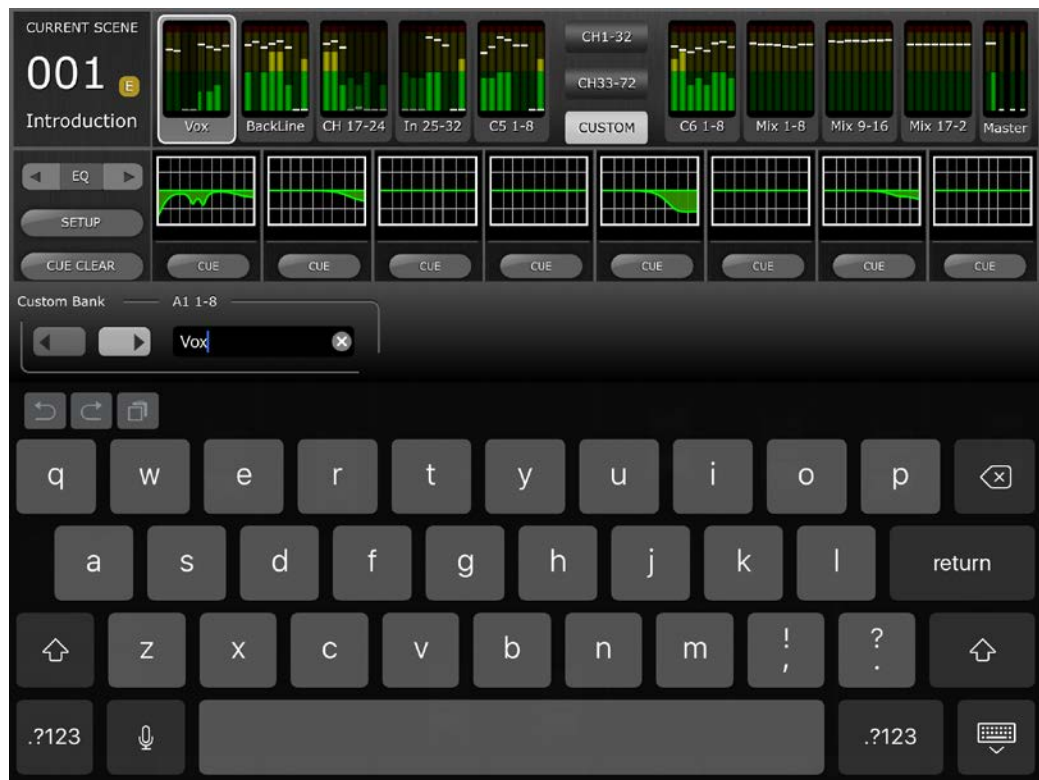 CURRENT SCENE
001 E
Introduction
Vox
BackLine
CH 17-24
In 25-32
C5 1-8
CH1-32
CH33-72
CUSTOM
C6 1-8
Mix 1-8
Mix 9-16
Mix 17-2
Master
EQ
SETUP
CUE CLEAR
CUE
CUE
CUE
CUE
CUE
CUE
CUE
CUE
Custom Bank
A1 1-8
Vox
q w e r t y u i o p
a s d f g h j k l return
z x c v b n m ! , ? .
.?123 .?123